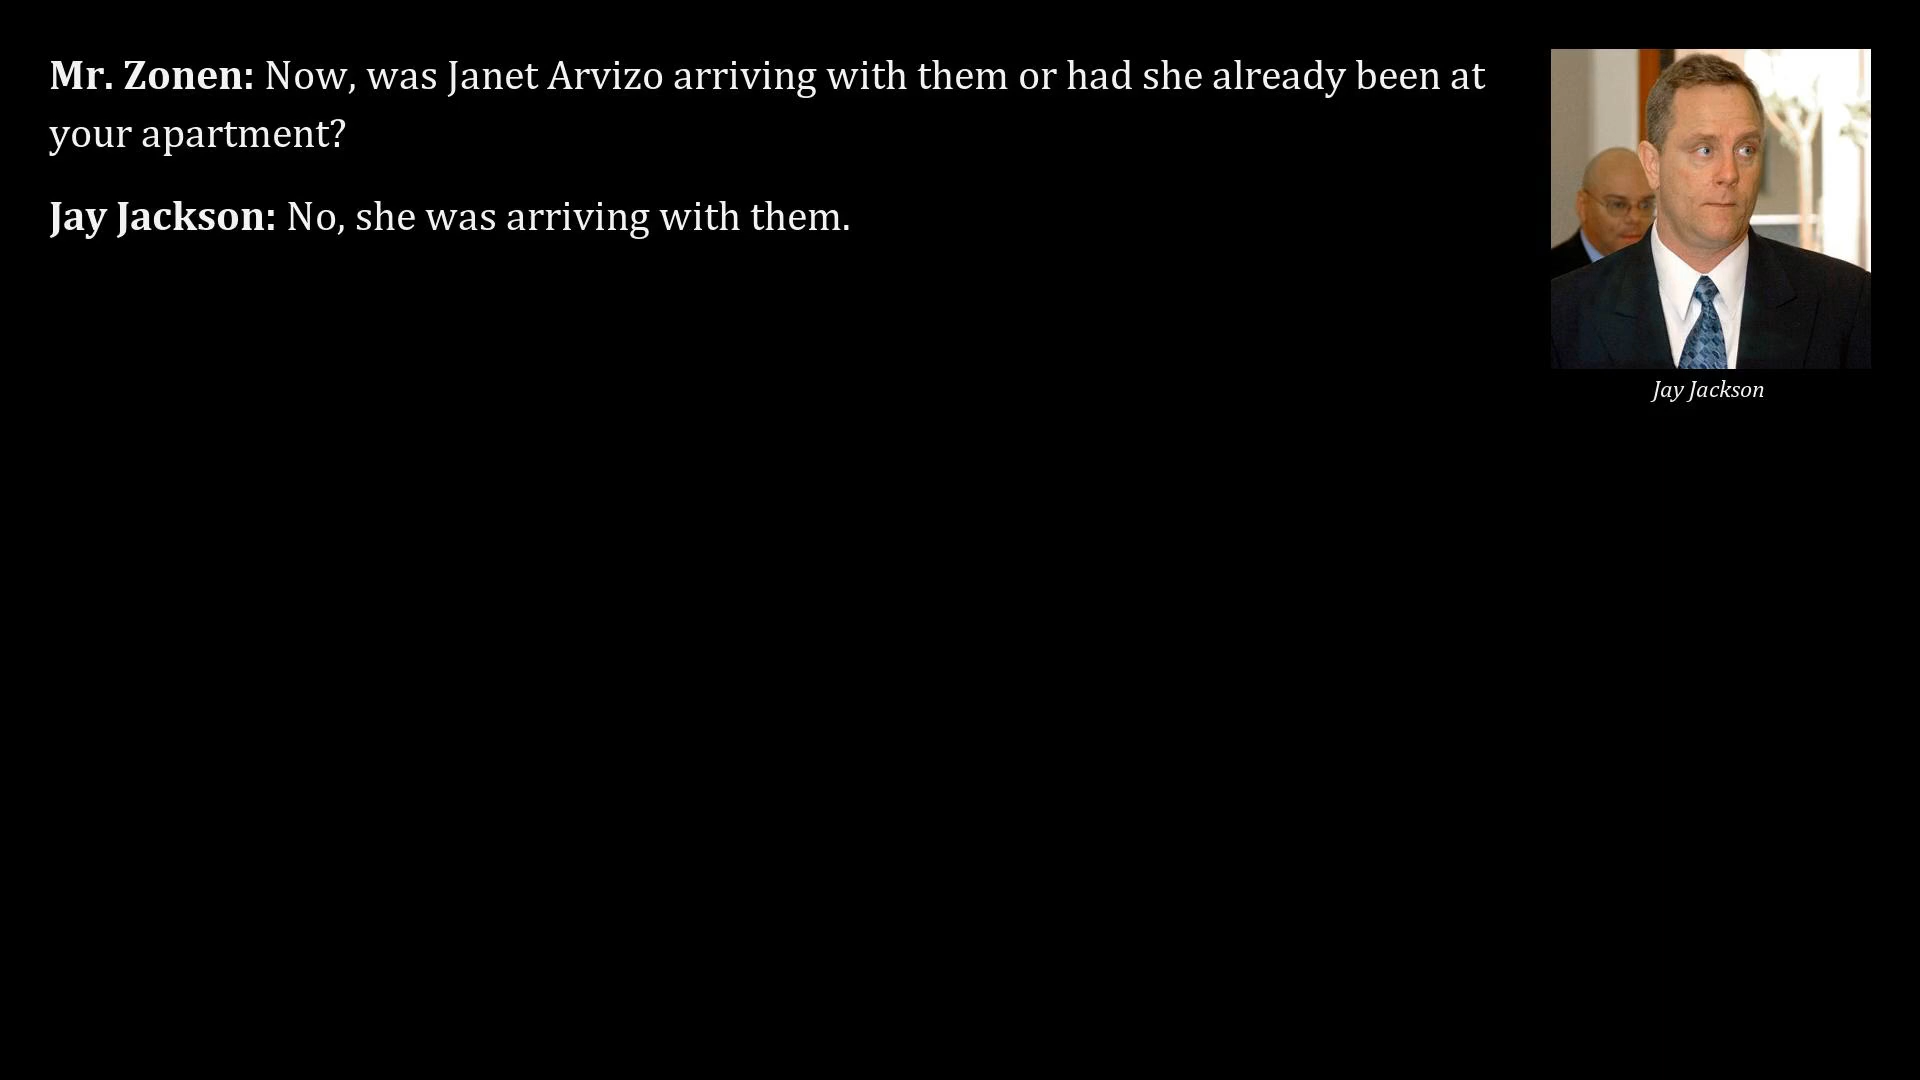 Mr. Zonen: Now, was Janet Arvizo arriving with them or had she already been at
your apartment?
Jay Jackson: No, she was arriving with them.
Jay Jackson